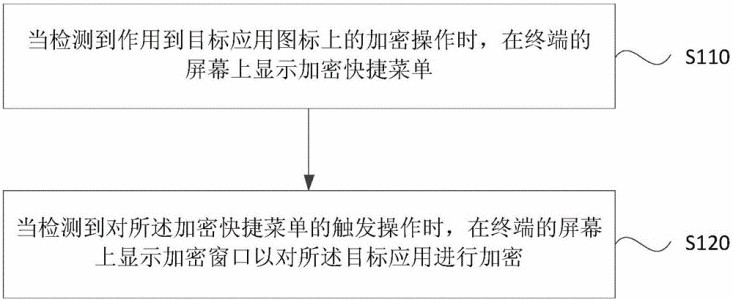 当检测到作用到目标应用图标上的加密操作时，在终端的
屏幕上显示加密快捷菜单
S110
当检测到对所述加密快捷菜单的触发操作时，在终端的屏幕
上显示加密窗口以对所述目标应用进行加密
S120